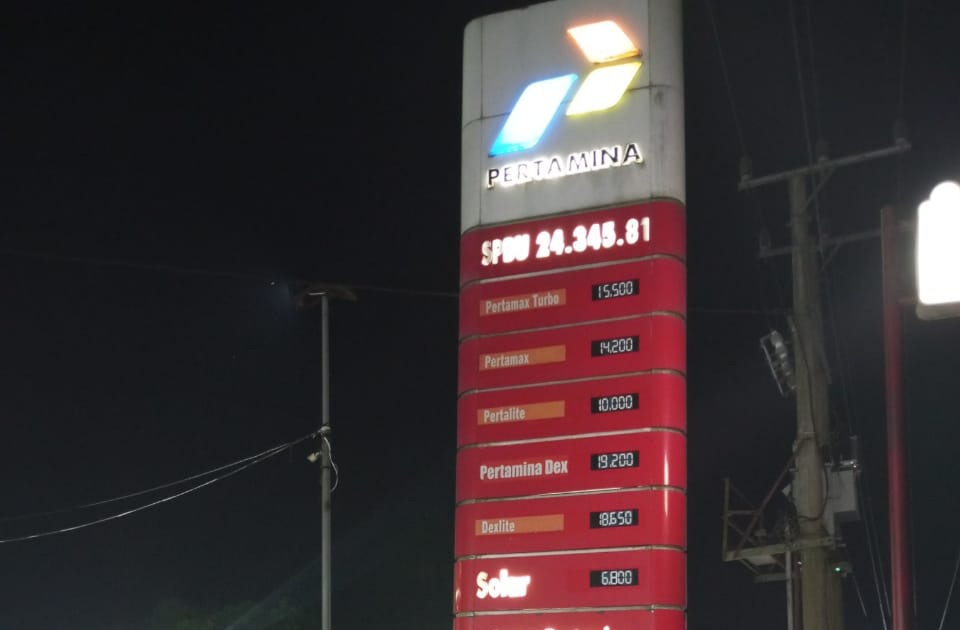 PERTAMINA
SPBU 24.345.81
Pertamax Turbo 15.500
Pertamax 14.200
Pertalite 10.000
Pertamina Dex 19.200
Dexlite 18.650
Solar 6.800